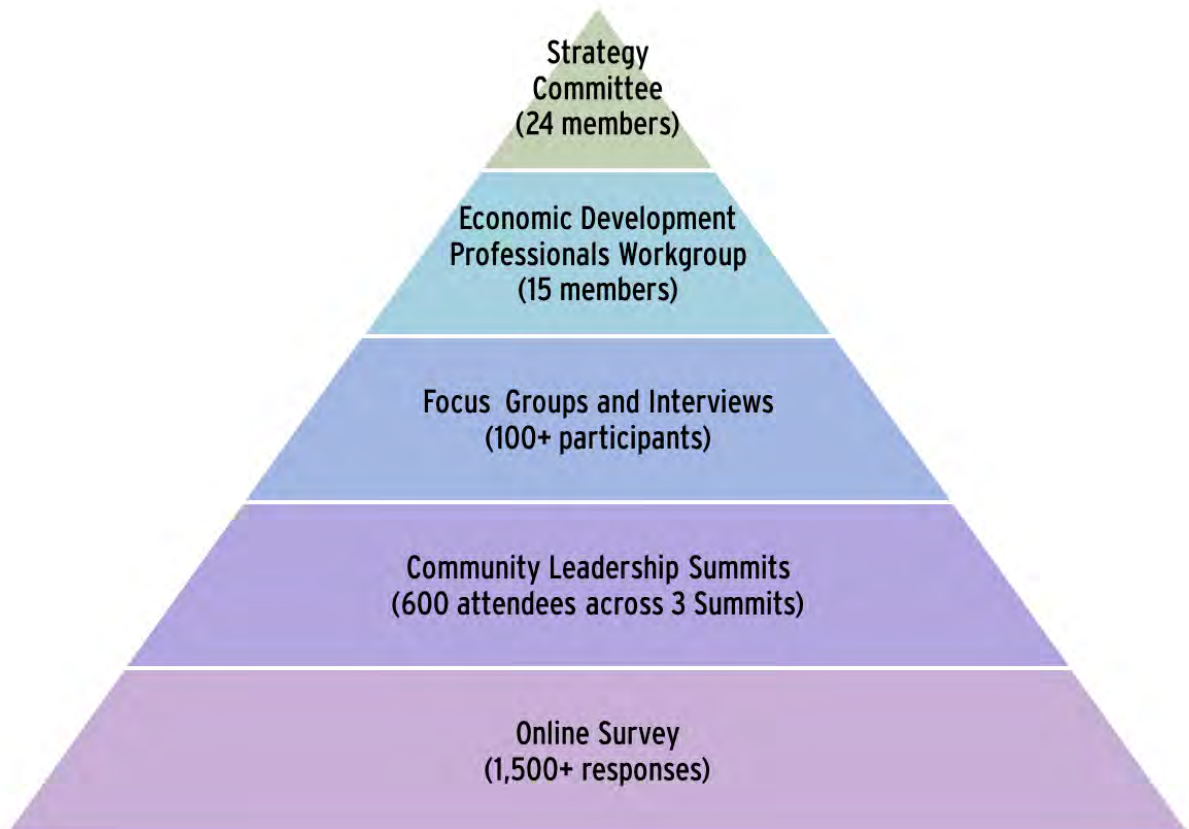 Strategy
Committee
(24 members)
Economic Development
Professionals Workgroup
(15 members)
Focus Groups and Interviews
(100+ participants)
Community Leadership Summits
(600 attendees across 3 Summits)
Online Survey
(1,500+ responses)